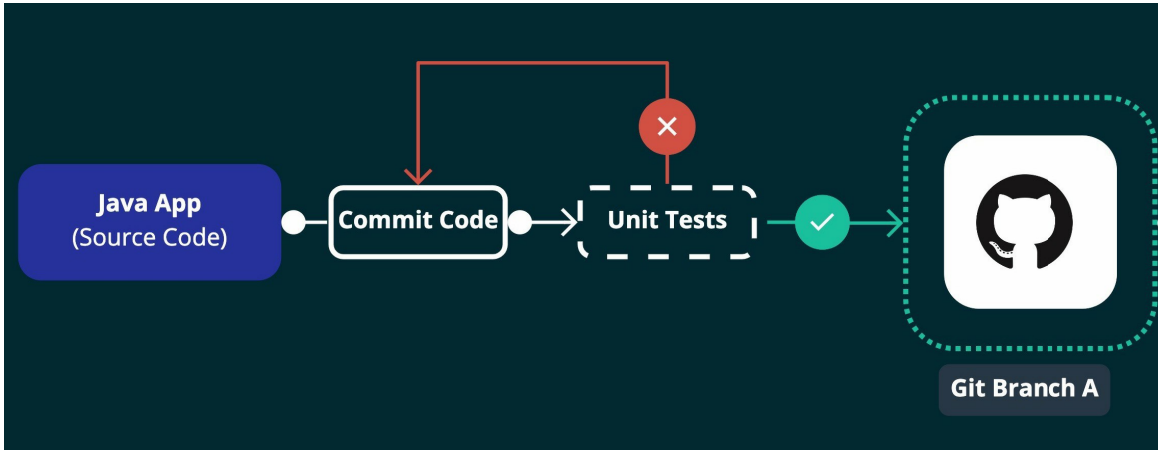 Java App
(Source Code)
Commit Code
Unit Tests
Git Branch A